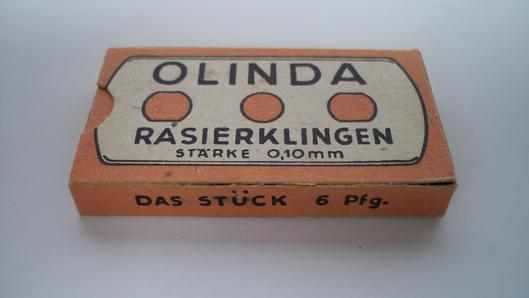 OLINDA
RASIERKLINGEN
STÄRKE 0,10mm
DAS STÜCK 6 Pfg.